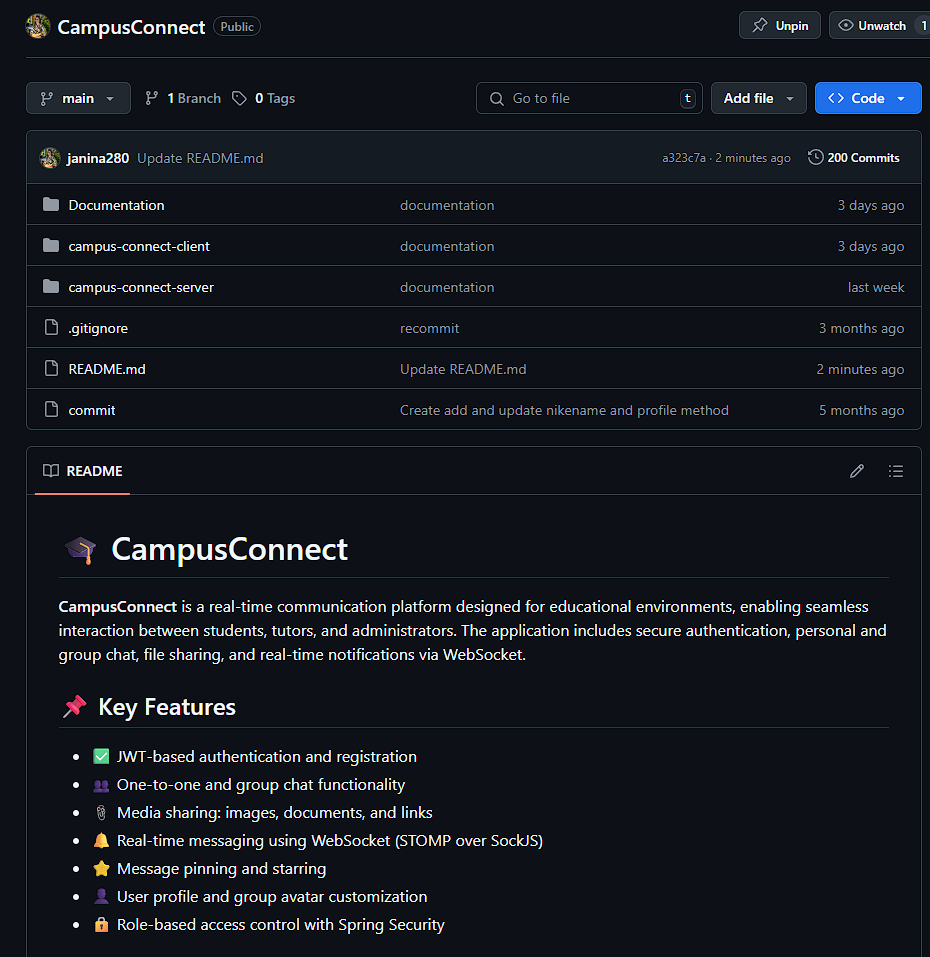 CampusConnect Public Unpin Unwatch 1
main 1 Branch 0 Tags Go to file t Add file Code
janina280 Update README.md a323c7a · 2 minutes ago 200 Commits
Documentation documentation 3 days ago
campus-connect-client documentation 3 days ago
campus-connect-server documentation last week
.gitignore recommit 3 months ago
README.md Update README.md 2 minutes ago
commit Create add and update nikename and profile method 5 months ago
README
CampusConnect
CampusConnect is a real-time communication platform designed for educational environments, enabling seamless
interaction between students, tutors, and administrators. The application includes secure authentication, personal and
group chat, file sharing, and real-time notifications via WebSocket.
Key Features
JWT-based authentication and registration
One-to-one and group chat functionality
Media sharing: images, documents, and links
Real-time messaging using WebSocket (STOMP over SockJS)
Message pinning and starring
User profile and group avatar customization
Role-based access control with Spring Security